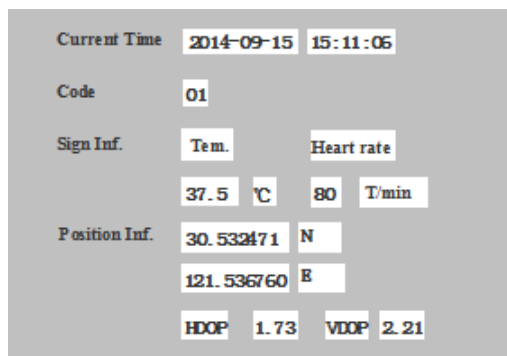 Current Time 2014-09-15 15:11:06
Code 01
Sign Inf. Tem. Heart rate
37.5 ℃ 80 T/min
Position Inf. 30.532471 N
121.536760 E
HDOP 1.73 VDOP 2.21